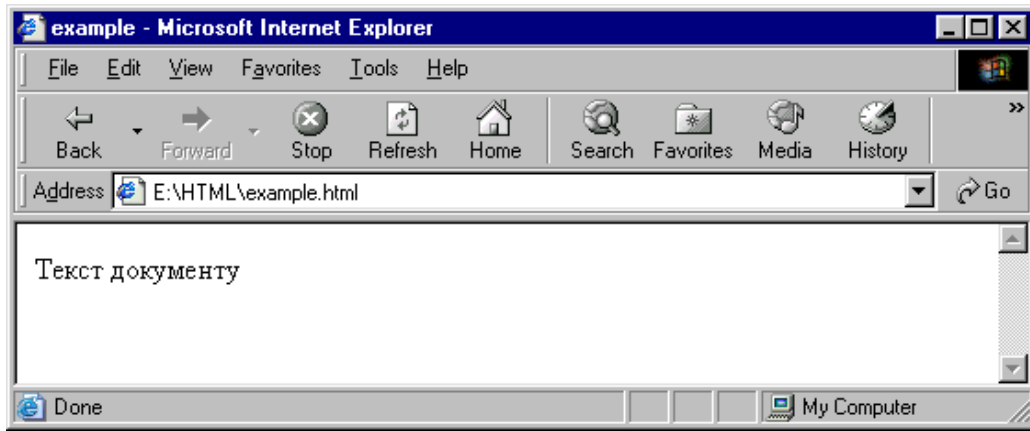 example - Microsoft Internet Explorer
File Edit View Favorites Tools Help
Back Forward Stop Refresh Home Search Favorites Media History »
Address E:\HTML\example.html Go
Текст документу
Done My Computer